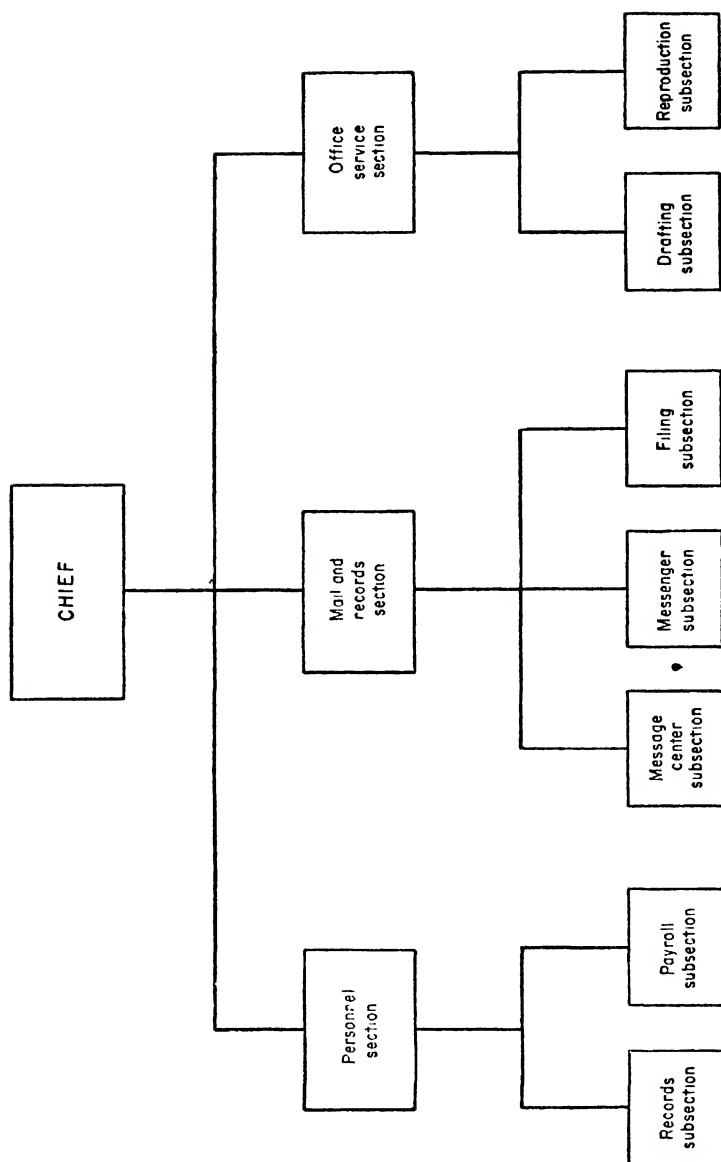 CHIEF
Personnel
section
Mail and
records
section
Office
service
section
Records
subsection
Payroll
subsection
Message
center
subsection
Messenger
subsection
Filing
subsection
Drafting
subsection
Reproduction
subsection